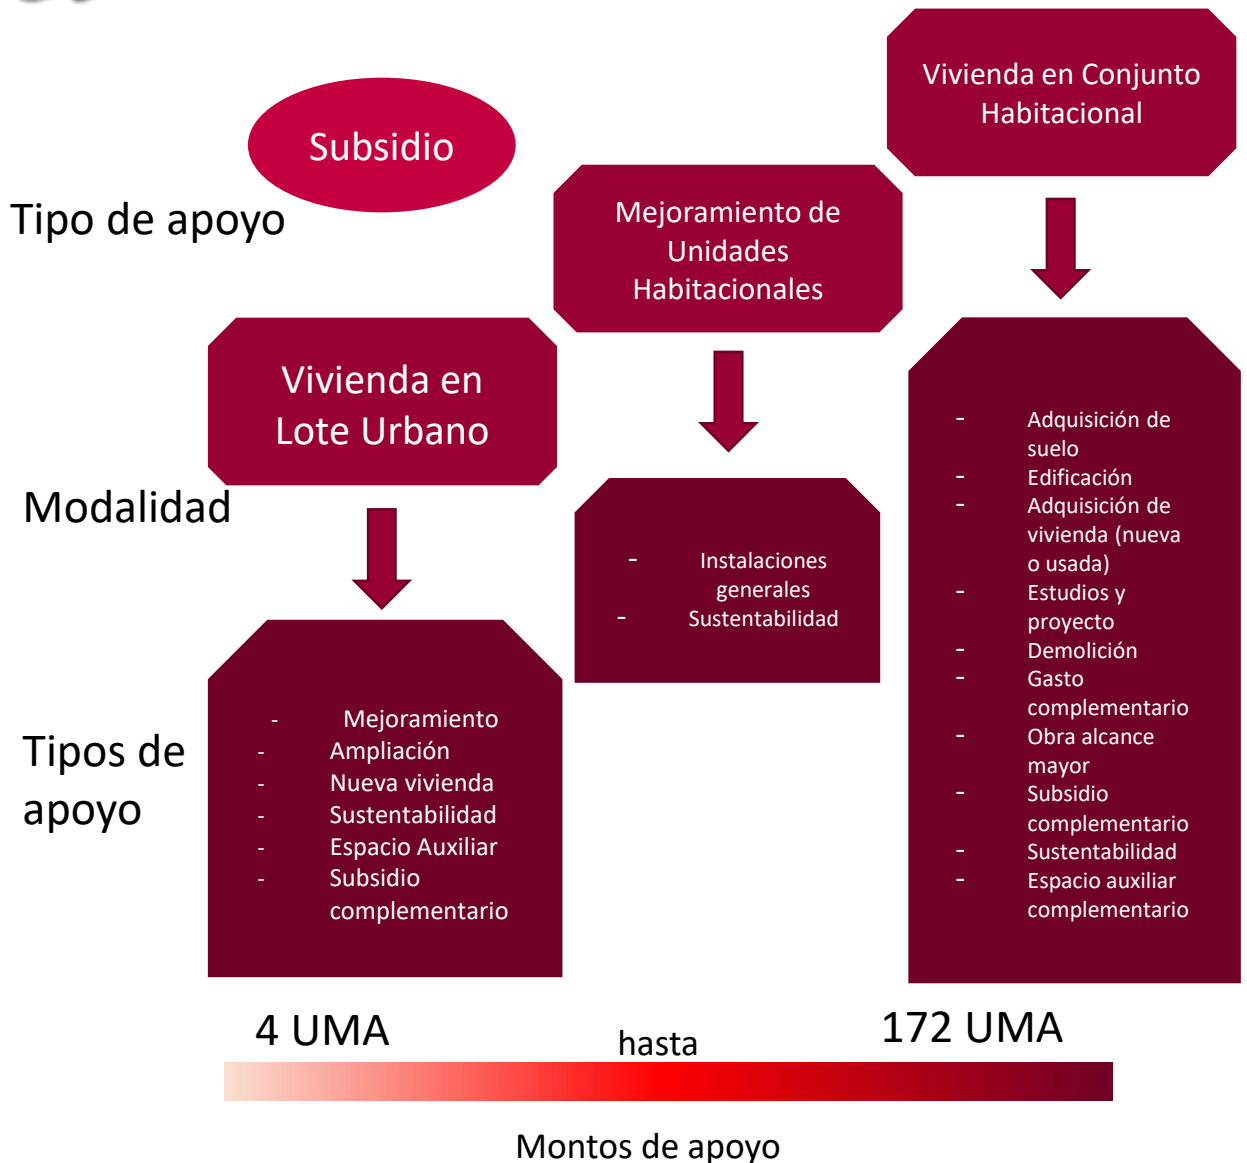 Subsidio
Tipo de apoyo
Vivienda en Conjunto
Habitacional
Mejoramiento de
Unidades
Habitacionales
Vivienda en
Lote Urbano
Modalidad
- Adquisición de
suelo
- Edificación
- Adquisición de
vivienda (nueva
o usada)
- Estudios y
proyecto
- Demolición
- Gasto
complementario
- Obra alcance
mayor
- Subsidio
complementario
- Sustentabilidad
- Espacio auxiliar
complementario
- Instalaciones
generales
- Sustentabilidad
Tipos de
apoyo
- Mejoramiento
- Ampliación
- Nueva vivienda
- Sustentabilidad
- Espacio Auxiliar
- Subsidio
complementario
4 UMA
hasta
172 UMA
Montos de apoyo